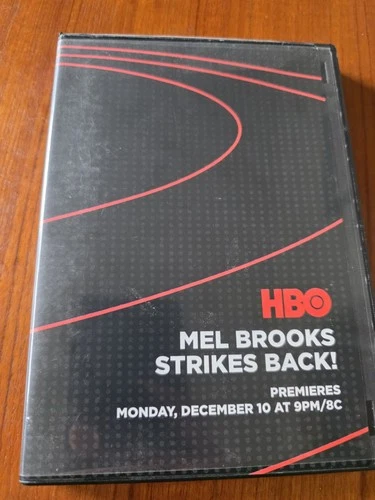 HBO
MEL BROOKS
STRIKES BACK!
PREMIERES
MONDAY, DECEMBER 10 AT 9PM/8C